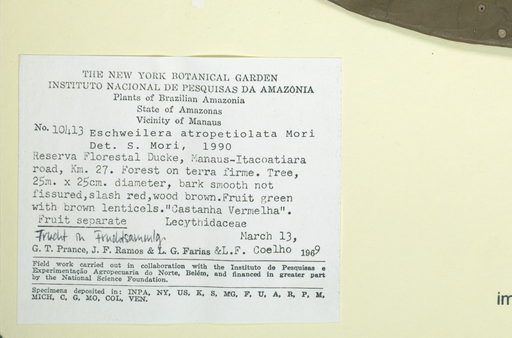 THE NEW YORK BOTANICAL GARDEN
INSTITUTO NACIONAL DE PESQUISAS DA AMAZÔNIA
Plants of Brazilian Amazonia
State of Amazonas
Vicinity of Manaus
No. 10413 Eschweilera atropetiolata Mori
Det. S. Mori, 1990
Reserva Florestal Ducke, Manaus-Itacoatiara
road, Km. 27. Forest on terra firme. Tree,
25m. x 25cm. diameter, bark smooth not
fissured, slash red, wood brown. Fruit green
with brown lenticels. "Castanha Vermelha".
Fruit separate Lecythidaceae
Frucht in Fruchtsammlg.
March 13,
G. T. Prance, J. F. Ramos & L. G. Farias & L.F. Coelho 1969
Field work carried out in collaboration with the Instituto de Pesquisas e
Experimentação Agropecuaria do Norte, Belém, and financed in greater part
by the National Science Foundation.
Specimens deposited in: INPA, NY, US, K, S, MG, F, U, A, R, P, M,
MICH, C, G, MO, COL, VEN.
im